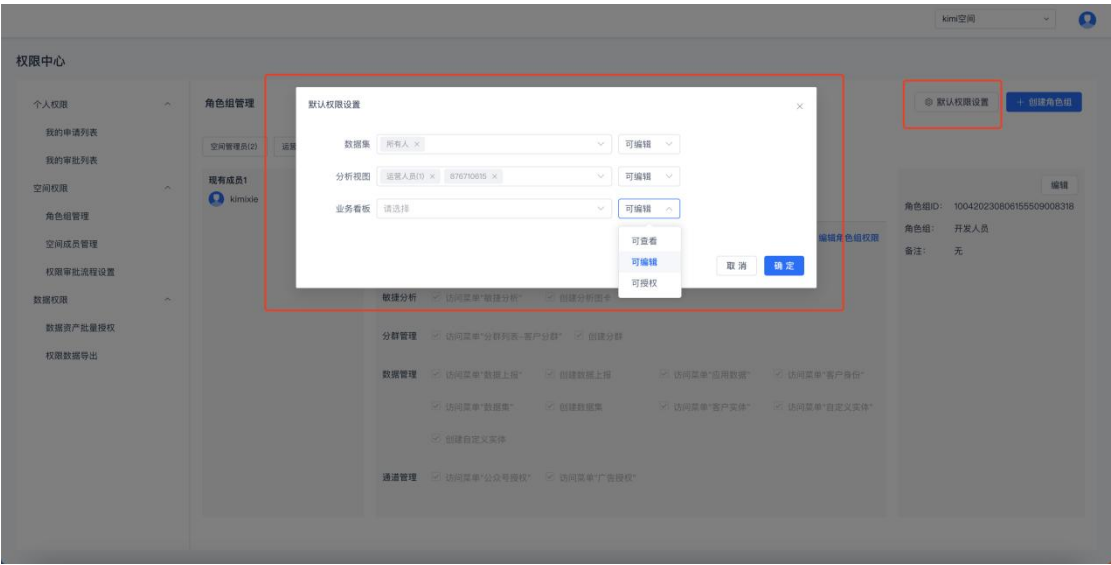 kimi空间
权限中心
个人权限
我的申请列表
我的审批列表
空间权限
角色组管理
空间成员管理
权限审批流程设置
数据权限
数据资产批量授权
权限数据导出
角色组管理
默认权限设置
+ 创建角色组
空间管理员(2)
现有成员1
kimixie
默认权限设置
数据集 所有人 × 可编辑
分析视图 运营人员(1) × 676710615 × 可编辑
业务看板 请选择 可编辑
可查看
可编辑
可授权
取消 确定
编辑角色组权限
敏捷分析 访问菜单"敏捷分析" 创建分析图卡
分群管理 访问菜单"分群列表-客户分群" 创建分群
数据管理 访问菜单"数据上报" 创建数据上报 访问菜单"应用数据" 访问菜单"客户身份"
访问菜单"数据集" 创建数据集 访问菜单"客户实体" 访问菜单"自定义实体"
创建自定义实体
通道管理 访问菜单"公众号授权" 访问菜单"广告授权"
编辑
角色组ID: 100420230806155509008318
角色组: 开发人员
备注: 无